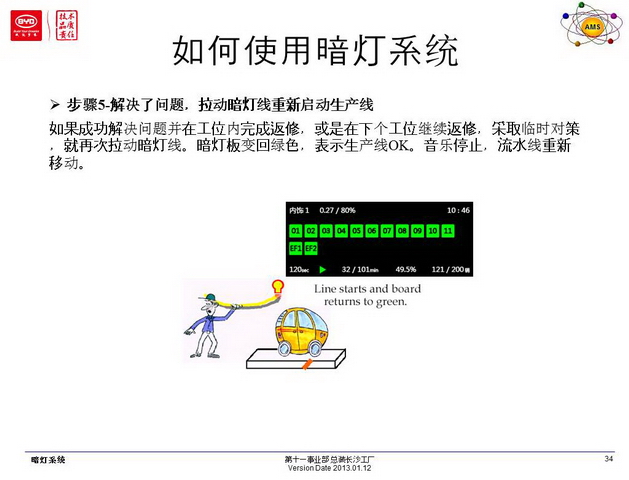 BYD
技术
品质
责任
AMS
如何使用暗灯系统
➢ 步骤5-解决了问题，拉动暗灯线重新启动生产线
如果成功解决问题并在工位内完成返修，或是在下个工位继续返修，采取临时对策
，就再次拉动暗灯线。暗灯板变回绿色，表示生产线OK。音乐停止，流水线重新
移动。
内饰1 0.27 / 80% 10 : 46
01 02 03 04 05 06 07 08 09 10 11
EF1 EF2
120sec 32 / 101min 49.5% 121 / 200辆
Line starts and board
returns to green.
暗灯系统
第十一事业部总装长沙工厂
Version Date 2013.01.12
34